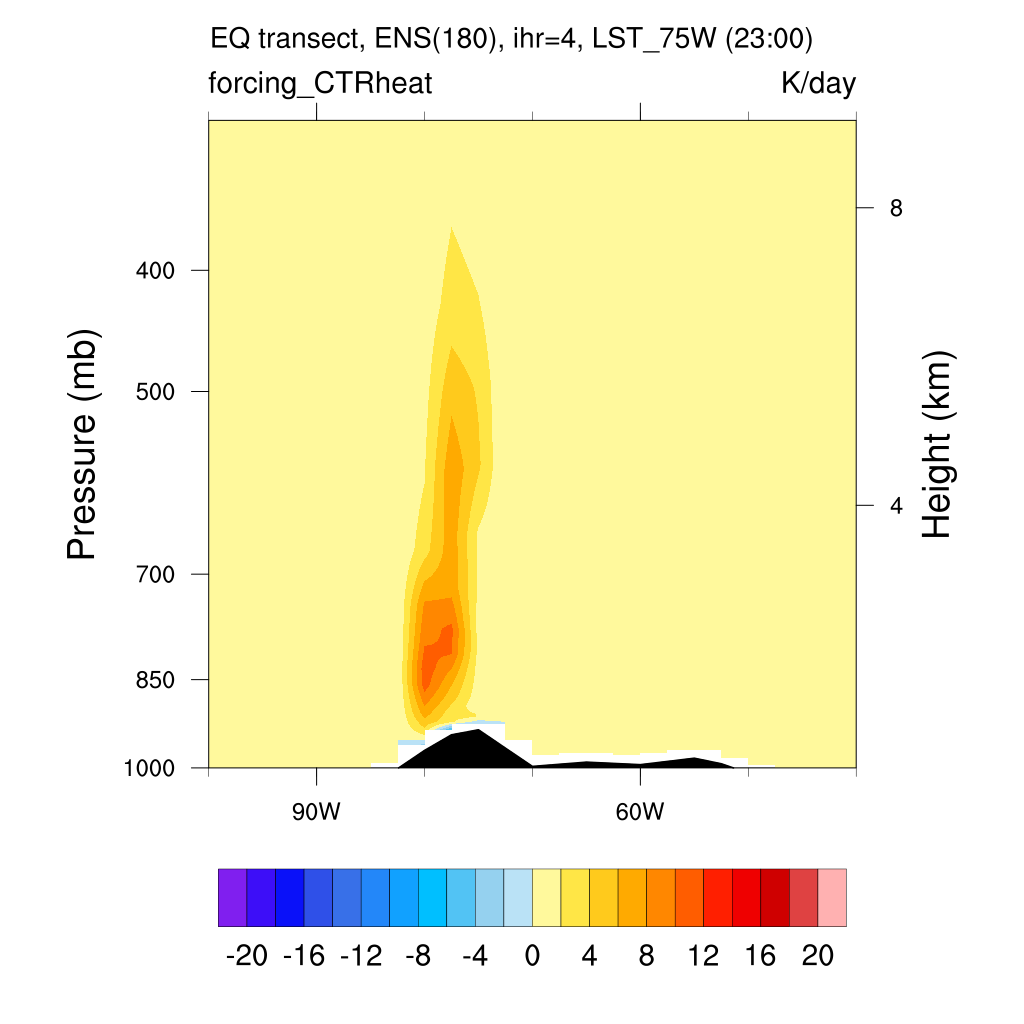 EQ transect, ENS(180), ihr=4, LST_75W (23:00)
forcing_CTRheat K/day
8
400
500
4
700
850
1000
Pressure (mb)
Height (km)
90W 60W
-20 -16 -12 -8 -4 0 4 8 12 16 20